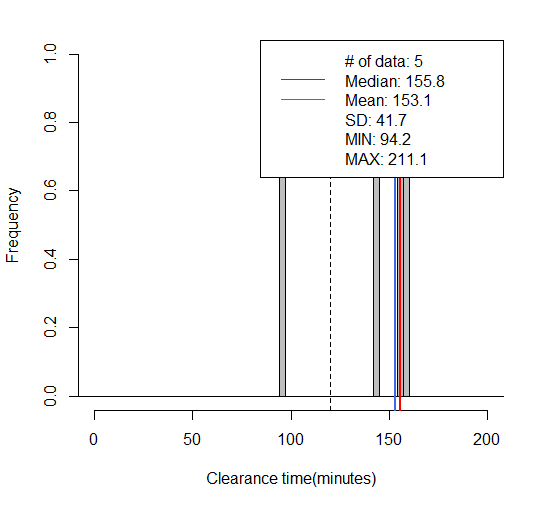 # of data: 5
Median: 155.8
Mean: 153.1
SD: 41.7
MIN: 94.2
MAX: 211.1
1.0
0.8
0.6
0.4
0.2
0.0
Frequency
0 50 100 150 200
Clearance time(minutes)